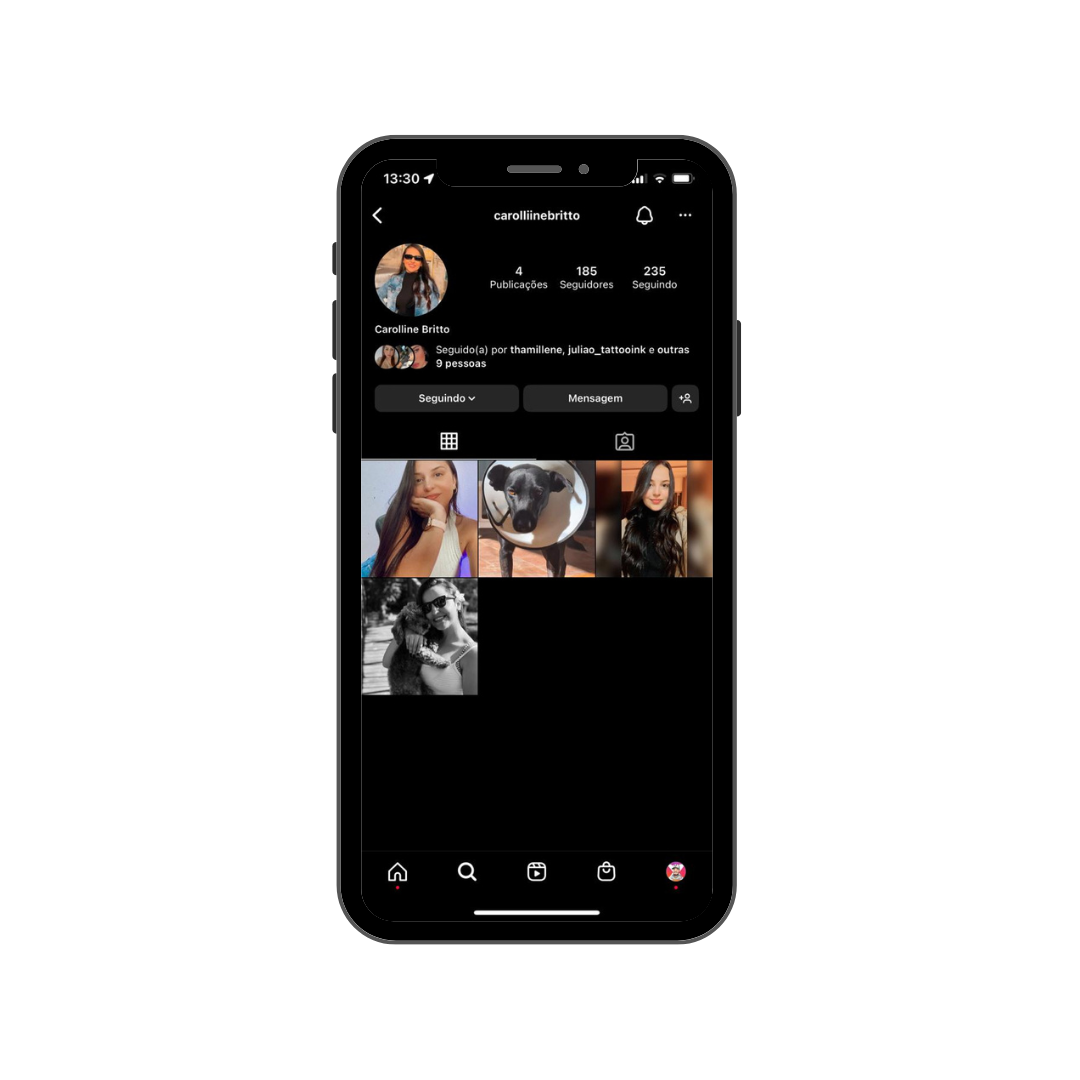 13:30
carolliinebritto
4 185 235
Publicações Seguidores Seguindo
Carolline Britto
Seguido(a) por thamillene, juliao_tattooink e outras
9 pessoas
Seguindo Mensagem